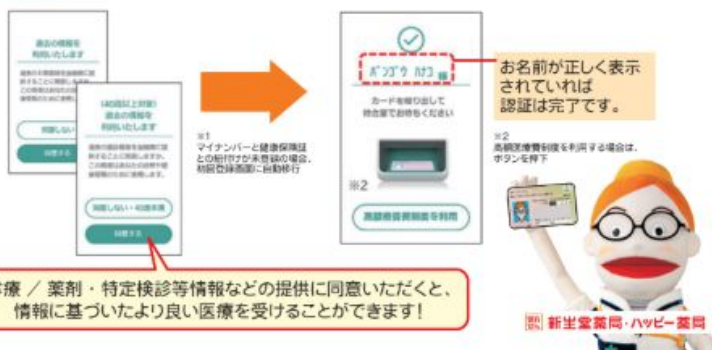 過去の情報を
利用いたします
同意しない
(40歳以上対象)
過去の情報を
利用いたします
同意しない・40歳未満
同意する
※1
マイナンバーと健康保険証
との紐付けが未登録の場合、
初回登録画面に自動移行
バンゴウ ハナコ 様
カードを取り出して
待合室でお待ちください
※2
高額療養費制度を利用
お名前が正しく表示
されていれば
認証は完了です。
※2
高額医療費制度を利用する場合は、
ボタンを押下
療 / 薬剤・特定検診等情報などの提供に同意いただくと、
情報に基づいたより良い医療を受けることができます!
新生堂薬局・ハッピー薬局